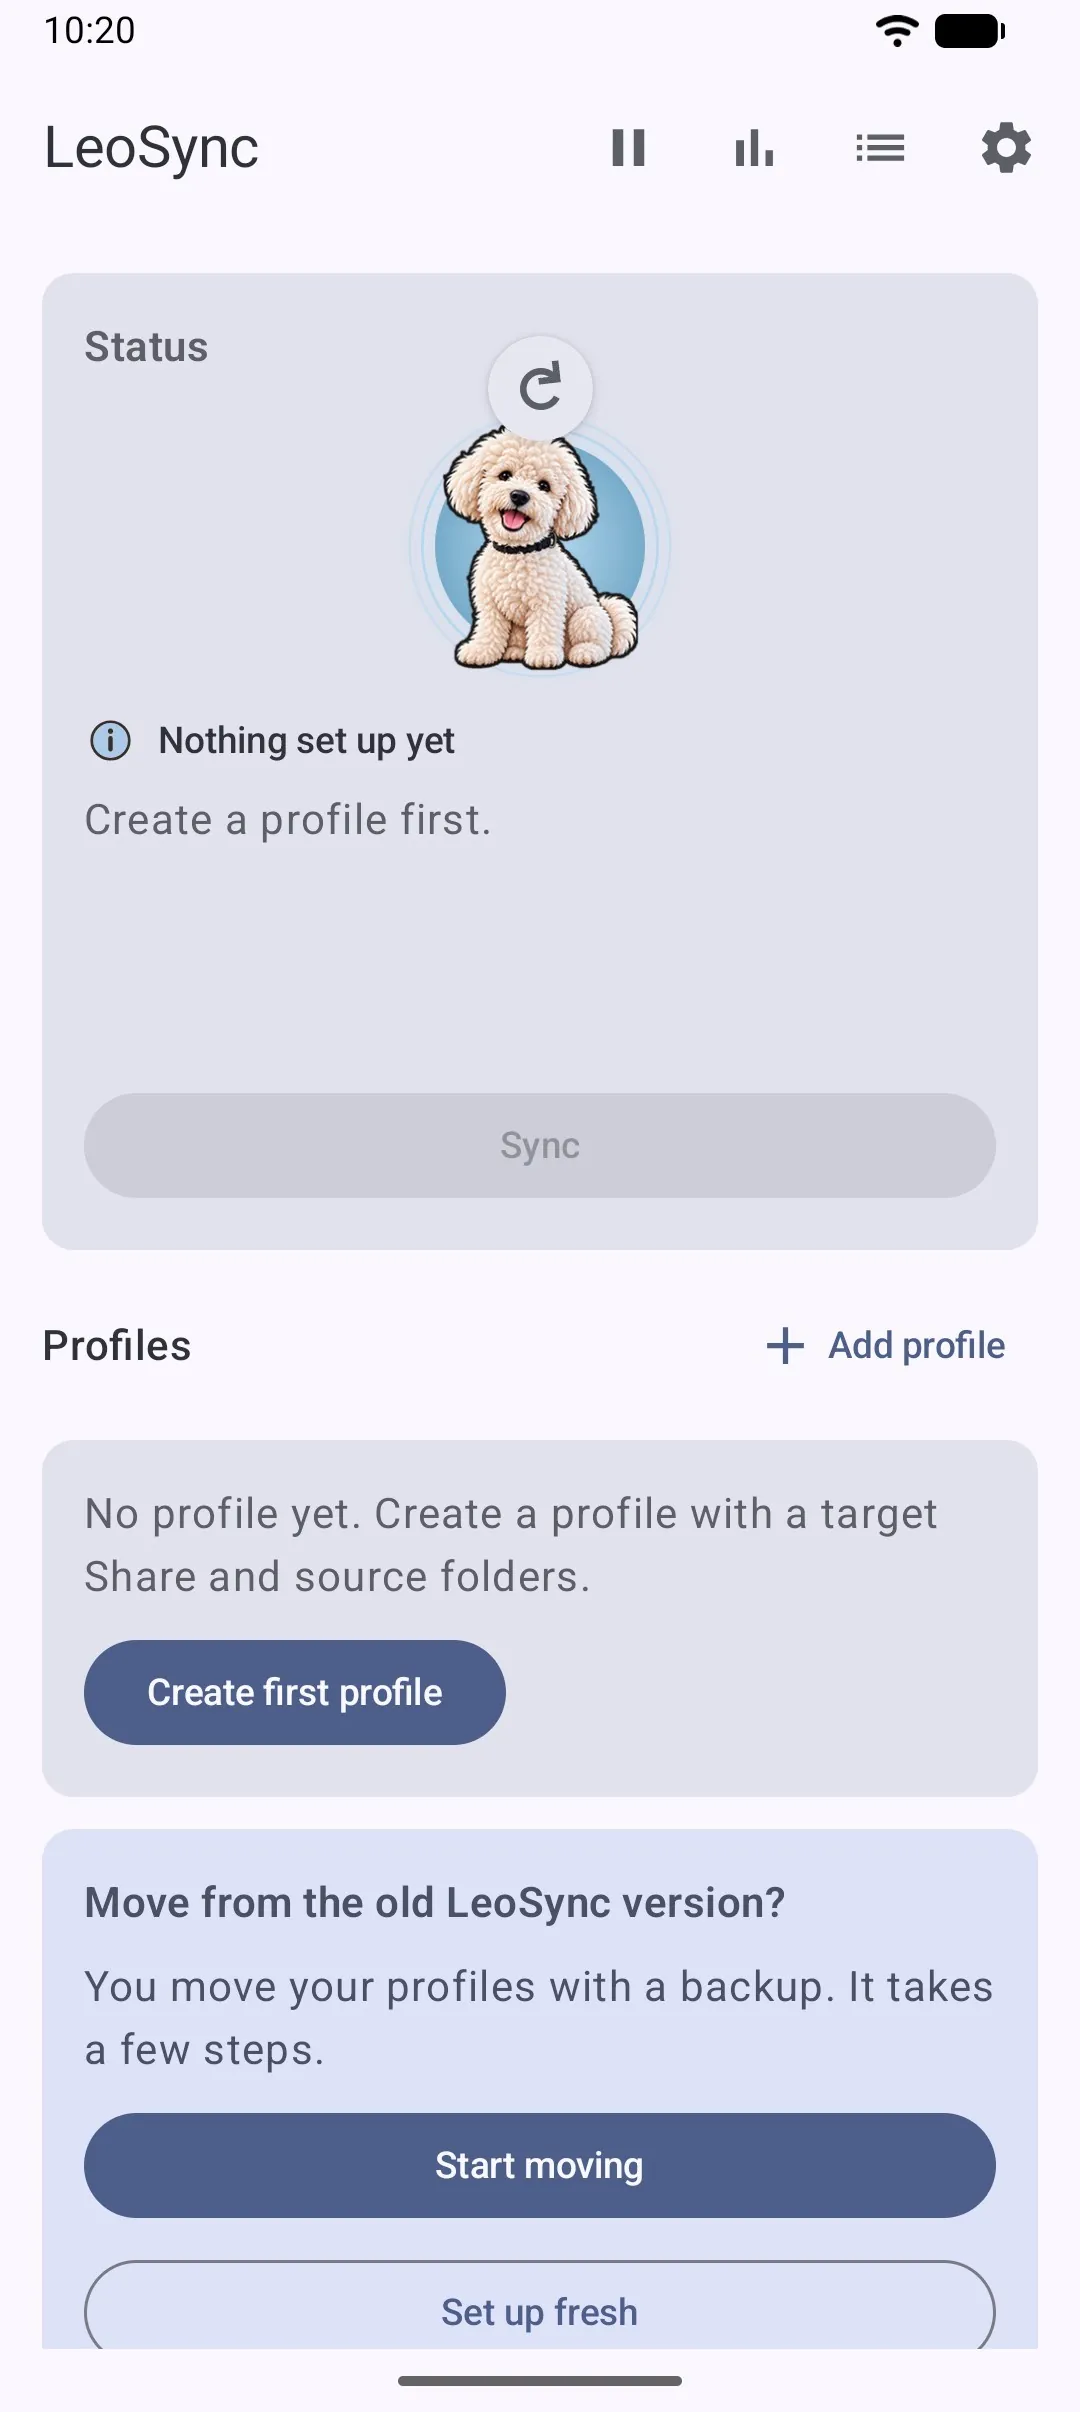 10:20
LeoSync
Status
Nothing set up yet
Create a profile first.
Sync
Profiles
Add profile
No profile yet. Create a profile with a target
Share and source folders.
Create first profile
Move from the old LeoSync version?
You move your profiles with a backup. It takes
a few steps.
Start moving
Set up fresh